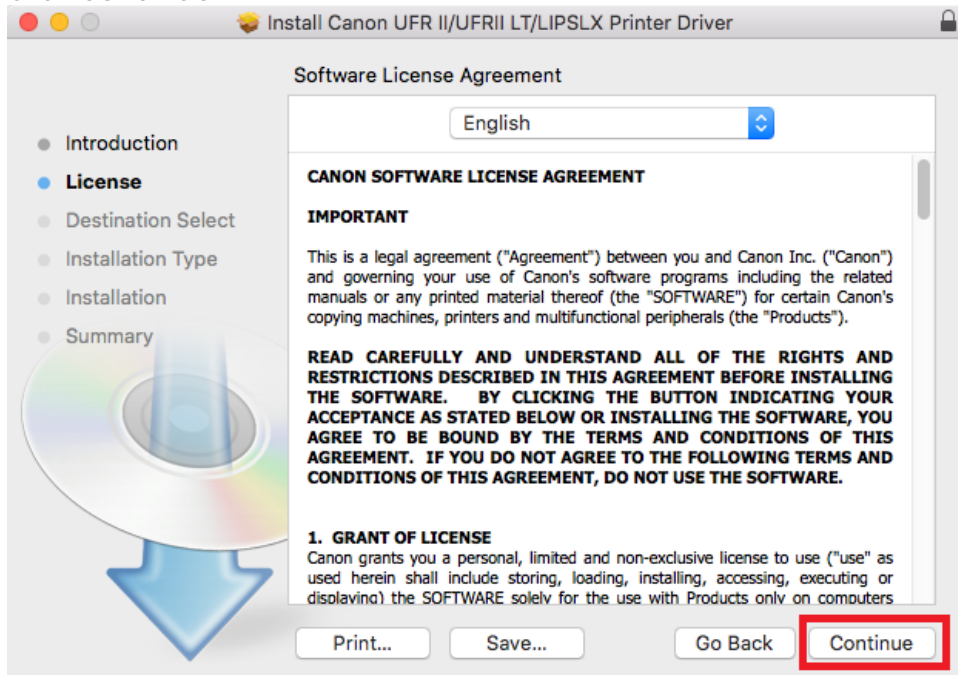 Install Canon UFR II/UFRII LT/LIPSLX Printer Driver
Software License Agreement
English
Introduction
License
Destination Select
Installation Type
Installation
Summary
CANON SOFTWARE LICENSE AGREEMENT
IMPORTANT
This is a legal agreement ("Agreement") between you and Canon Inc. ("Canon")
and governing your use of Canon's software programs including the related
manuals or any printed material thereof (the "SOFTWARE") for certain Canon's
copying machines, printers and multifunctional peripherals (the "Products").
READ CAREFULLY AND UNDERSTAND ALL OF THE RIGHTS AND
RESTRICTIONS DESCRIBED IN THIS AGREEMENT BEFORE INSTALLING
THE SOFTWARE. BY CLICKING THE BUTTON INDICATING YOUR
ACCEPTANCE AS STATED BELOW OR INSTALLING THE SOFTWARE, YOU
AGREE TO BE BOUND BY THE TERMS AND CONDITIONS OF THIS
AGREEMENT. IF YOU DO NOT AGREE TO THE FOLLOWING TERMS AND
CONDITIONS OF THIS AGREEMENT, DO NOT USE THE SOFTWARE.
1. GRANT OF LICENSE
Canon grants you a personal, limited and non-exclusive license to use ("use" as
used herein shall include storing, loading, installing, accessing, executing or
displaying) the SOFTWARE solely for the use with Products only on computers
Print...
Save...
Go Back
Continue